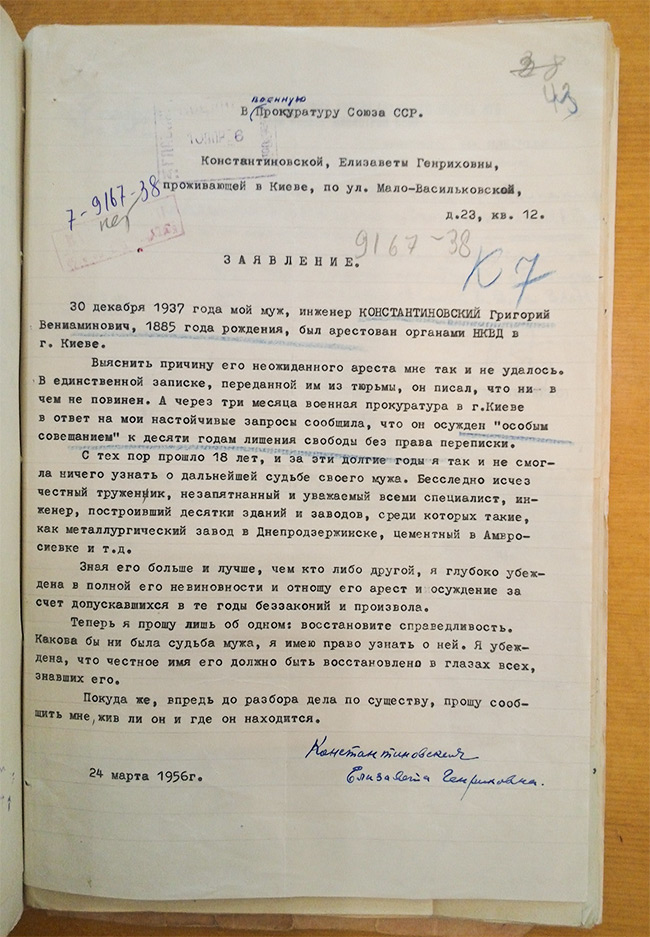 38
43
военную
В Прокуратуру Союза ССР.
Константиновской, Елизаветы Генриховны,
проживающей в Киеве, по ул. Мало-Васильковской,
д.23, кв. 12.
7-9167-38
нет
9167-38
К 7
ЗАЯВЛЕНИЕ.
30 декабря 1937 года мой муж, инженер КОНСТАНТИНОВСКИЙ Григорий
Вениаминович, 1885 года рождения, был арестован органами НКВД в
г. Киеве.
Выяснить причину его неожиданного ареста мне так и не удалось.
В единственной записке, переданной им из тюрьмы, он писал, что ни в
чем не повинен. А через три месяца военная прокуратура в г.Киеве
в ответ на мои настойчивые запросы сообщила, что он осужден "особым
совещанием" к десяти годам лишения свободы без права переписки.
С тех пор прошло 18 лет, и за эти долгие годы я так и не смог-
ла ничего узнать о дальнейшей судьбе своего мужа. Бесследно исчез
честный труженник, незапятнанный и уважаемый всеми специалист, ин-
женер, построивший десятки зданий и заводов, среди которых такие,
как металлургический завод в Днепродзержинске, цементный в Амвро-
сиевке и т.д.
Зная его больше и лучше, чем кто либо другой, я глубоко убеж-
дена в полной его невиновности и отношу его арест и осуждение за
счет допускавшихся в те годы беззаконий и произвола.
Теперь я прошу лишь об одном: восстановите справедливость.
Какова бы ни была судьба мужа, я имею право узнать о ней. Я убеж-
дена, что честное имя его должно быть восстановлено в глазах всех,
знавших его.
Покуда же, впредь до разбора дела по существу, прошу сооб-
щить мне, жив ли он и где он находится.
Константиновская
Елизавета Генриховна.
24 марта 1956г.